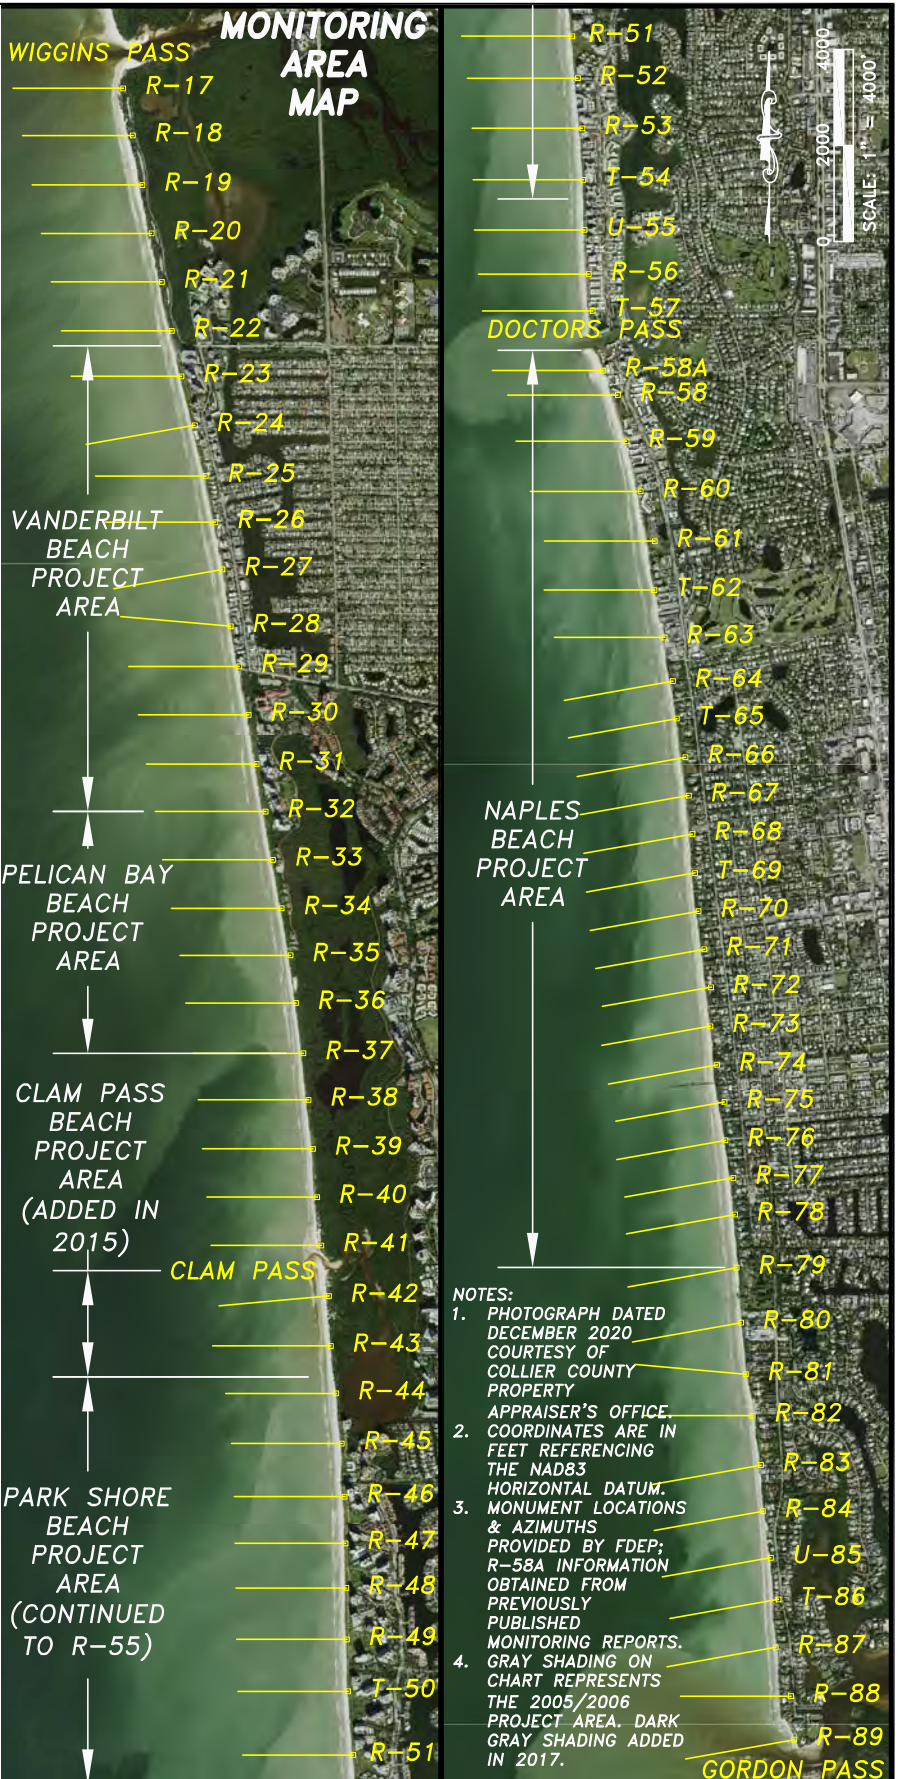 MONITORING
AREA
MAP
WIGGINS PASS
R-17
R-18
R-19
R-20
R-21
R-22
R-23
R-24
R-25
VANDERBILT
BEACH
PROJECT
AREA
R-26
R-27
R-28
R-29
R-30
R-31
R-32
PELICAN BAY
BEACH
PROJECT
AREA
R-33
R-34
R-35
R-36
R-37
CLAM PASS
BEACH
PROJECT
AREA
(ADDED IN
2015)
R-38
R-39
R-40
R-41
CLAM PASS
R-42
R-43
R-44
R-45
PARK SHORE
BEACH
PROJECT
AREA
(CONTINUED
TO R-55)
R-46
R-47
R-48
R-49
T-50
R-51
R-51
R-52
R-53
T-54
U-55
R-56
T-57
0 2000 4000
SCALE: 1" = 4000'
DOCTORS PASS
R-58A
R-58
R-59
R-60
R-61
T-62
R-63
R-64
T-65
R-66
R-67
NAPLES
BEACH
PROJECT
AREA
R-68
T-69
R-70
R-71
R-72
R-73
R-74
R-75
R-76
R-77
R-78
R-79
R-80
R-81
R-82
R-83
R-84
U-85
T-86
R-87
R-88
R-89
GORDON PASS
NOTES:
1. PHOTOGRAPH DATED
DECEMBER 2020
COURTESY OF
COLLIER COUNTY
PROPERTY
APPRAISER'S OFFICE.
2. COORDINATES ARE IN
FEET REFERENCING
THE NAD83
HORIZONTAL DATUM.
3. MONUMENT LOCATIONS
& AZIMUTHS
PROVIDED BY FDEP;
R-58A INFORMATION
OBTAINED FROM
PREVIOUSLY
PUBLISHED
MONITORING REPORTS.
4. GRAY SHADING ON
CHART REPRESENTS
THE 2005/2006
PROJECT AREA. DARK
GRAY SHADING ADDED
IN 2017.